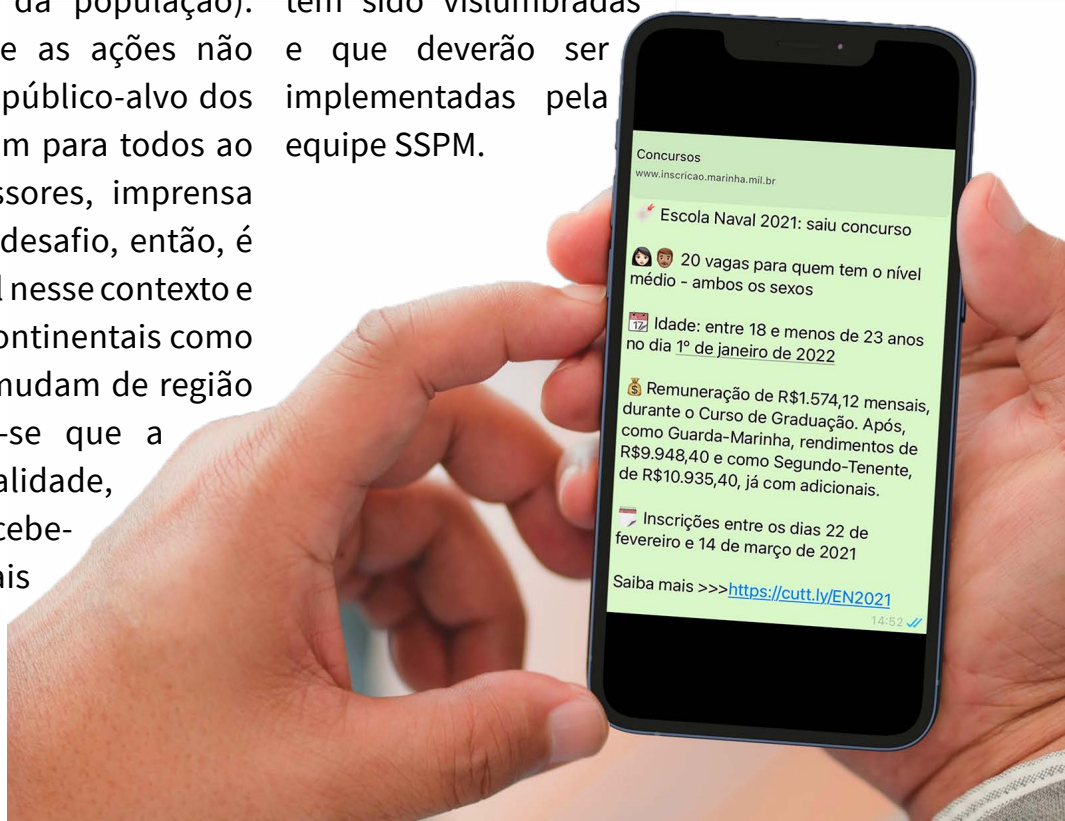 da população).
e as ações não
público-alvo dos
m para todos ao
ssores, imprensa
desafio, então, é
l nesse contexto e
ontinentais como
mudam de região
-se que a
alidade,
cebe-
ais
têm sido vislumbradas
e que deverão ser
implementadas pela
equipe SSPM.
Concursos
www.inscricao.marinha.mil.br
Escola Naval 2021: saiu concurso
20 vagas para quem tem o nível
médio - ambos os sexos
17
Idade: entre 18 e menos de 23 anos
no dia 1º de janeiro de 2022
Remuneração de R$1.574,12 mensais,
durante o Curso de Graduação. Após,
como Guarda-Marinha, rendimentos de
R$9.948,40 e como Segundo-Tenente,
de R$10.935,40, já com adicionais.
Inscrições entre os dias 22 de
fevereiro e 14 de março de 2021
Saiba mais >>>https://cutt.ly/EN2021
14:52